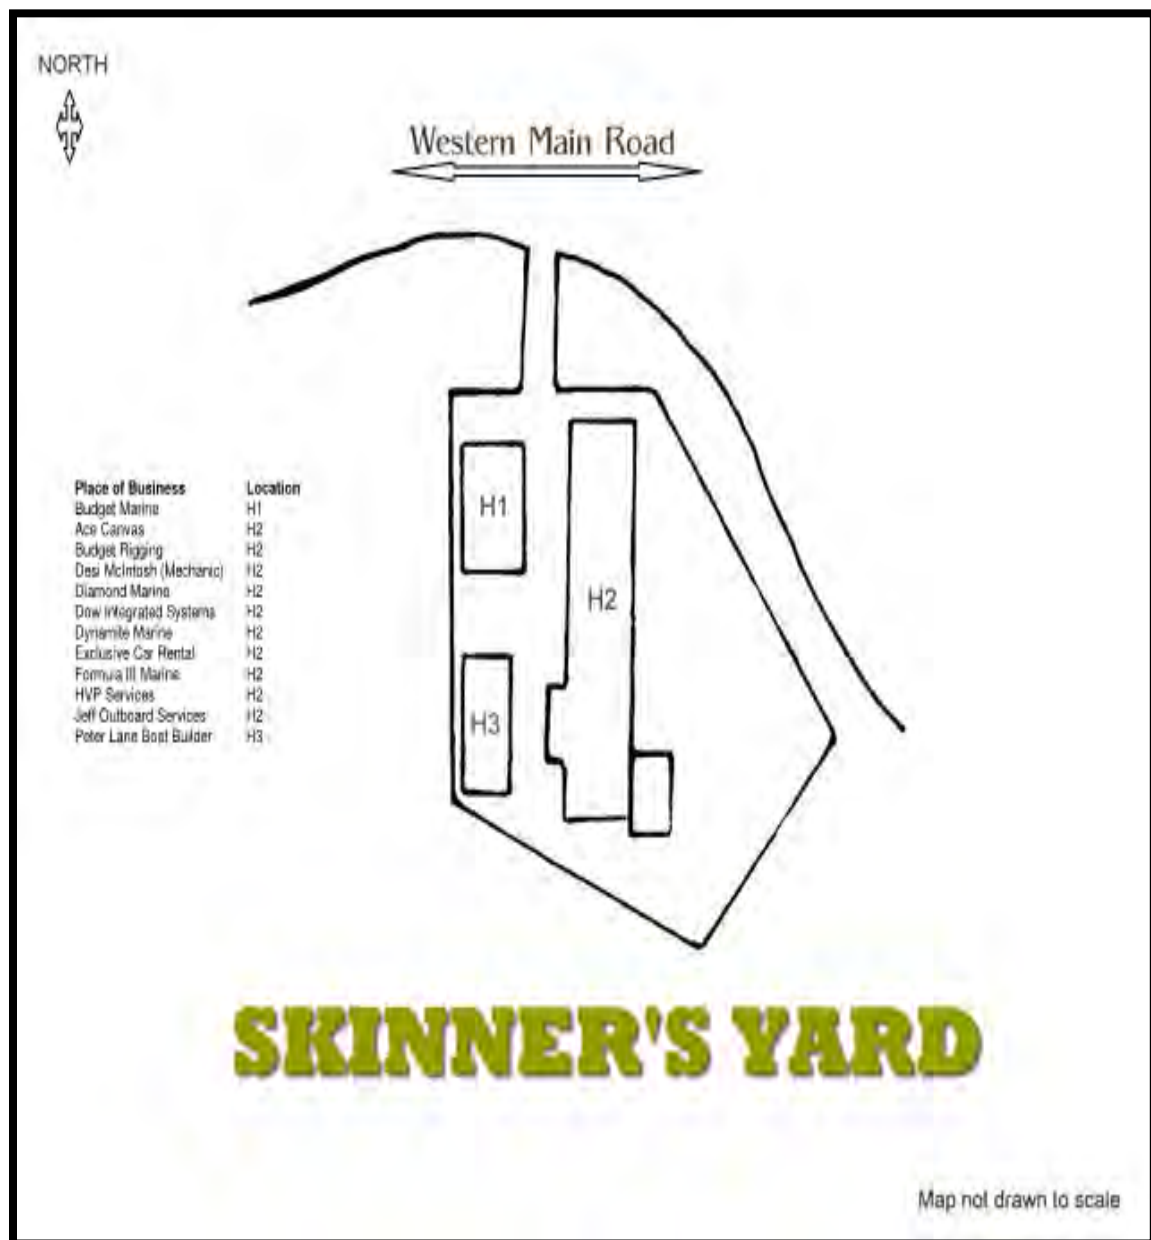 NORTH
Western Main Road
Place of Business Location
Budget Marine H1
Ace Canvas H2
Budget Rigging H2
Desi McIntosh (Mechanic) H2
Diamond Marine H2
Dow Integrated Systems H2
Dynamite Marine H2
Exclusive Car Rental H2
Formula III Marine H2
HVP Services H2
Jeff Outboard Services H2
Peter Lane Boat Builder H3
H1
H2
H3
SKINNER'S YARD
Map not drawn to scale